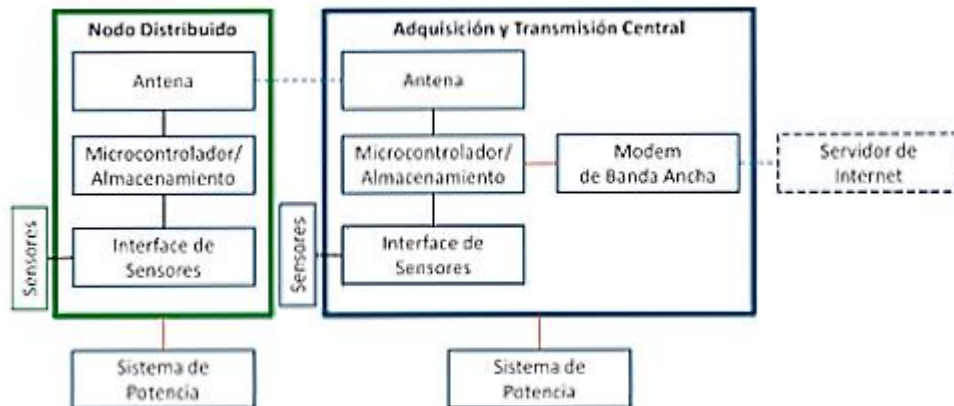 Nodo Distribuido
Antena
Microcontrolador/
Almacenamiento
Interface de
Sensores
Sensores
Sistema de
Potencia
Adquisición y Transmisión Central
Antena
Microcontrolador/
Almacenamiento
Modem
de Banda Ancha
Interface de
Sensores
Sensores
Servidor de
Internet
Sistema de
Potencia